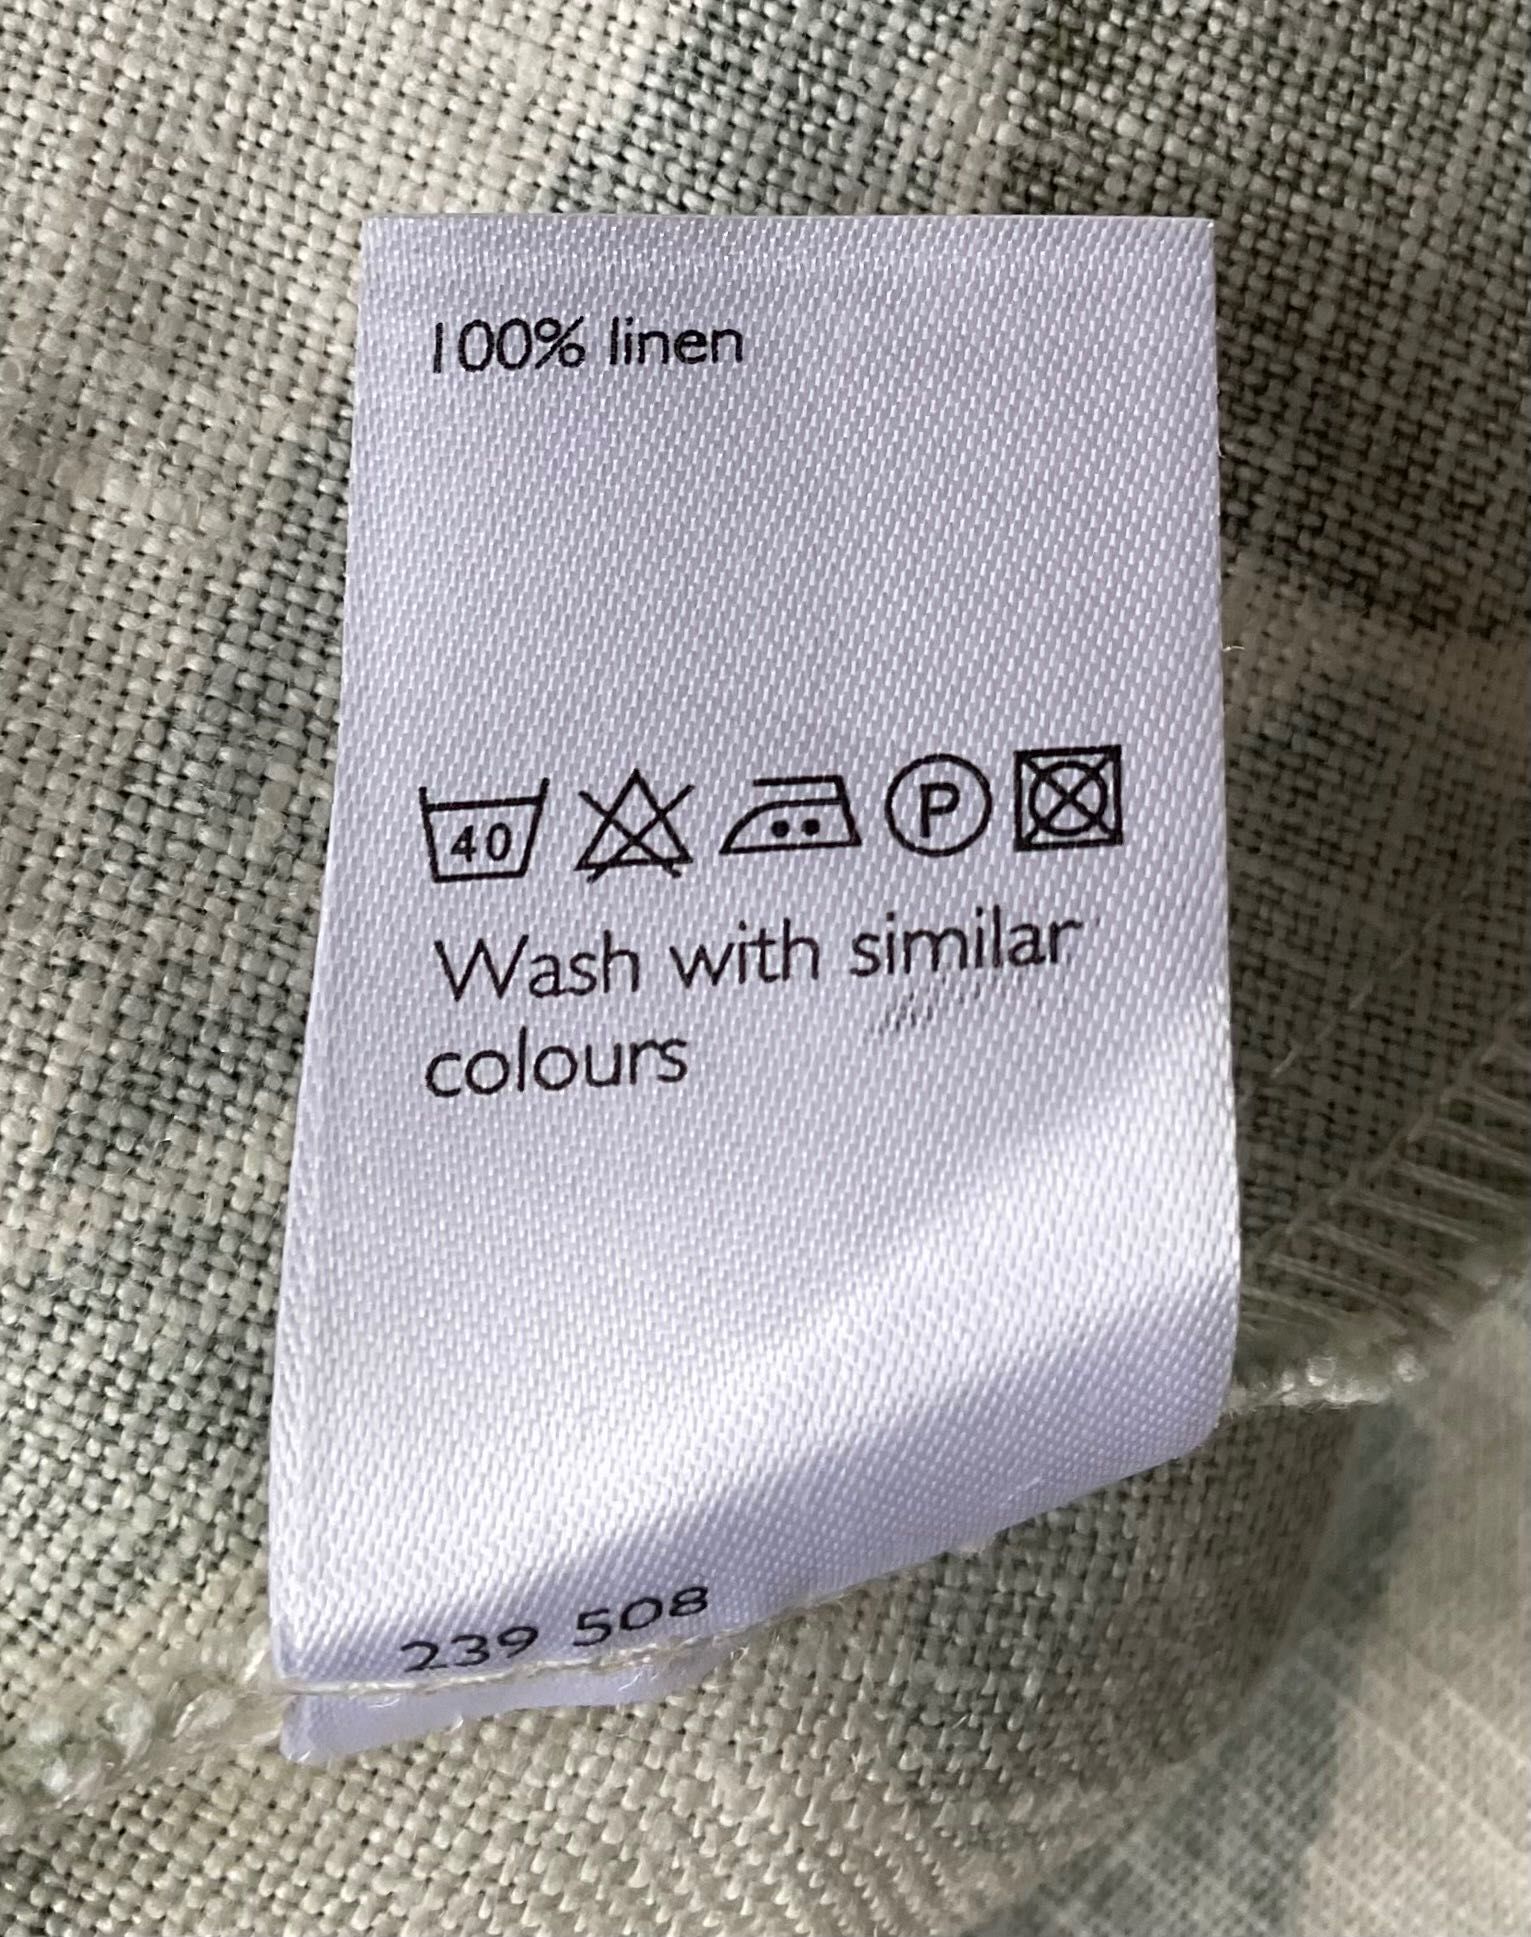 100% linen
40 P
Wash with similar
colours
239 508